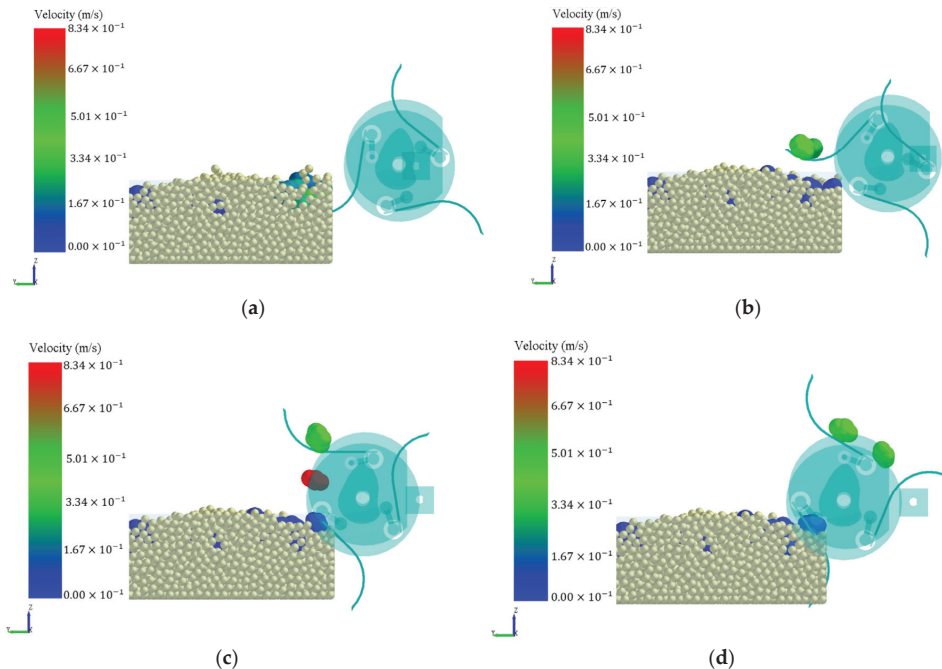 Velocity (m/s)
8.34 × 10⁻¹
6.67 × 10⁻¹
5.01 × 10⁻¹
3.34 × 10⁻¹
1.67 × 10⁻¹
0.00 × 10⁻¹
Z
Y
X
(a)
Velocity (m/s)
8.34 × 10⁻¹
6.67 × 10⁻¹
5.01 × 10⁻¹
3.34 × 10⁻¹
1.67 × 10⁻¹
0.00 × 10⁻¹
Z
Y
X
(b)
Velocity (m/s)
8.34 × 10⁻¹
6.67 × 10⁻¹
5.01 × 10⁻¹
3.34 × 10⁻¹
1.67 × 10⁻¹
0.00 × 10⁻¹
Z
Y
X
(c)
Velocity (m/s)
8.34 × 10⁻¹
6.67 × 10⁻¹
5.01 × 10⁻¹
3.34 × 10⁻¹
1.67 × 10⁻¹
0.00 × 10⁻¹
Z
Y
X
(d)